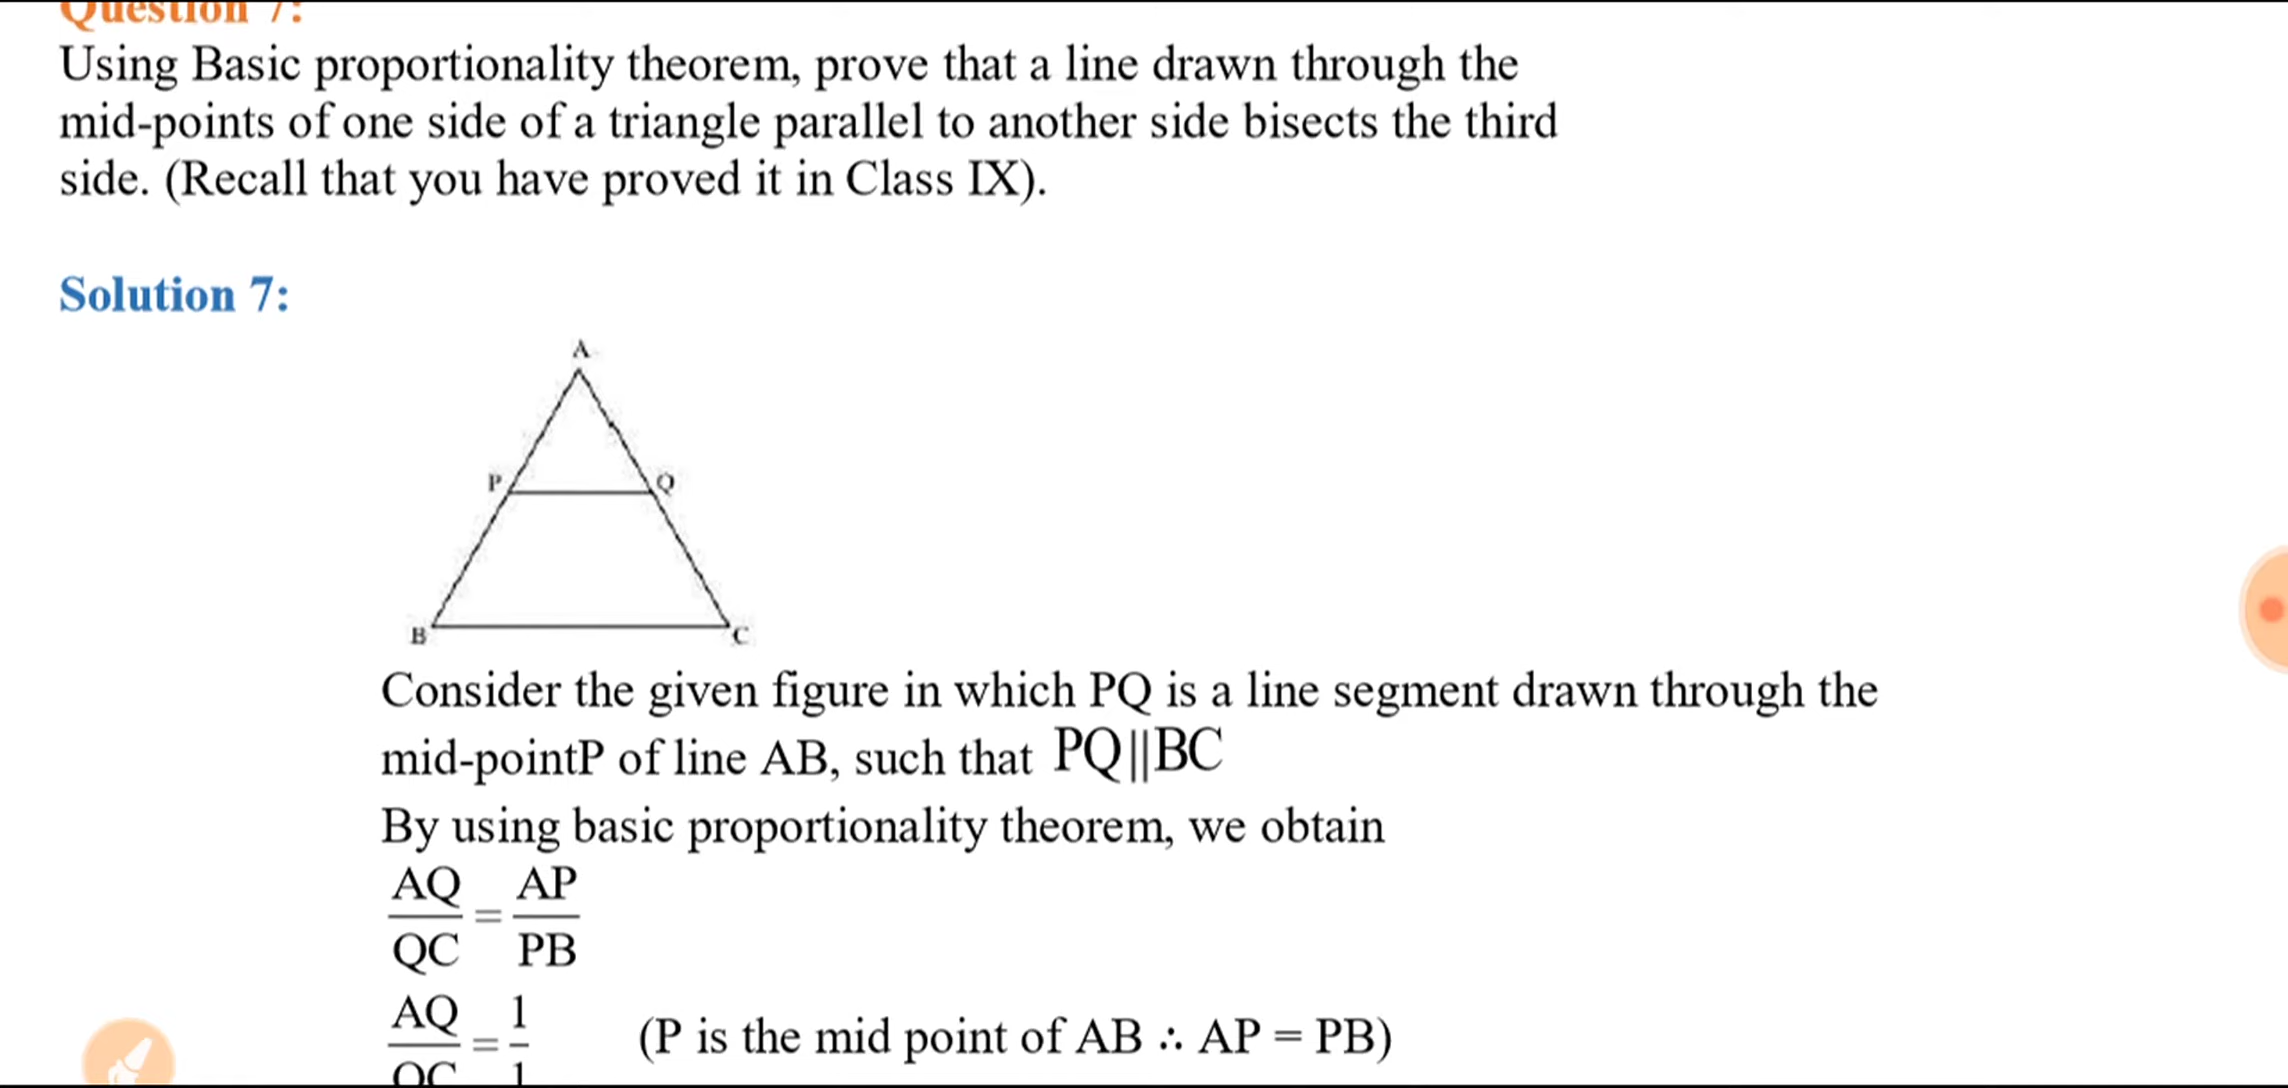 Question 7:
Using Basic proportionality theorem, prove that a line drawn through the
mid-points of one side of a triangle parallel to another side bisects the third
side. (Recall that you have proved it in Class IX).
Solution 7:
A
P Q
B C
Consider the given figure in which PQ is a line segment drawn through the
mid-pointP of line AB, such that PQ||BC
By using basic proportionality theorem, we obtain
AQ/QC = AP/PB
AQ/QC = 1/1 (P is the mid point of AB ∴ AP = PB)